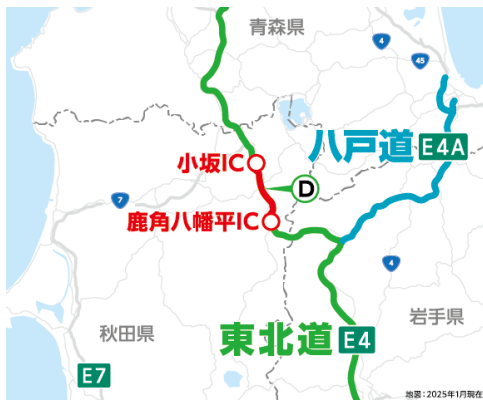 青森県
4
45
八戸道 E4A
小坂IC
D
7
鹿角八幡平IC
4
岩手県
秋田県
東北道 E4
E7
地図:2025年1月現在